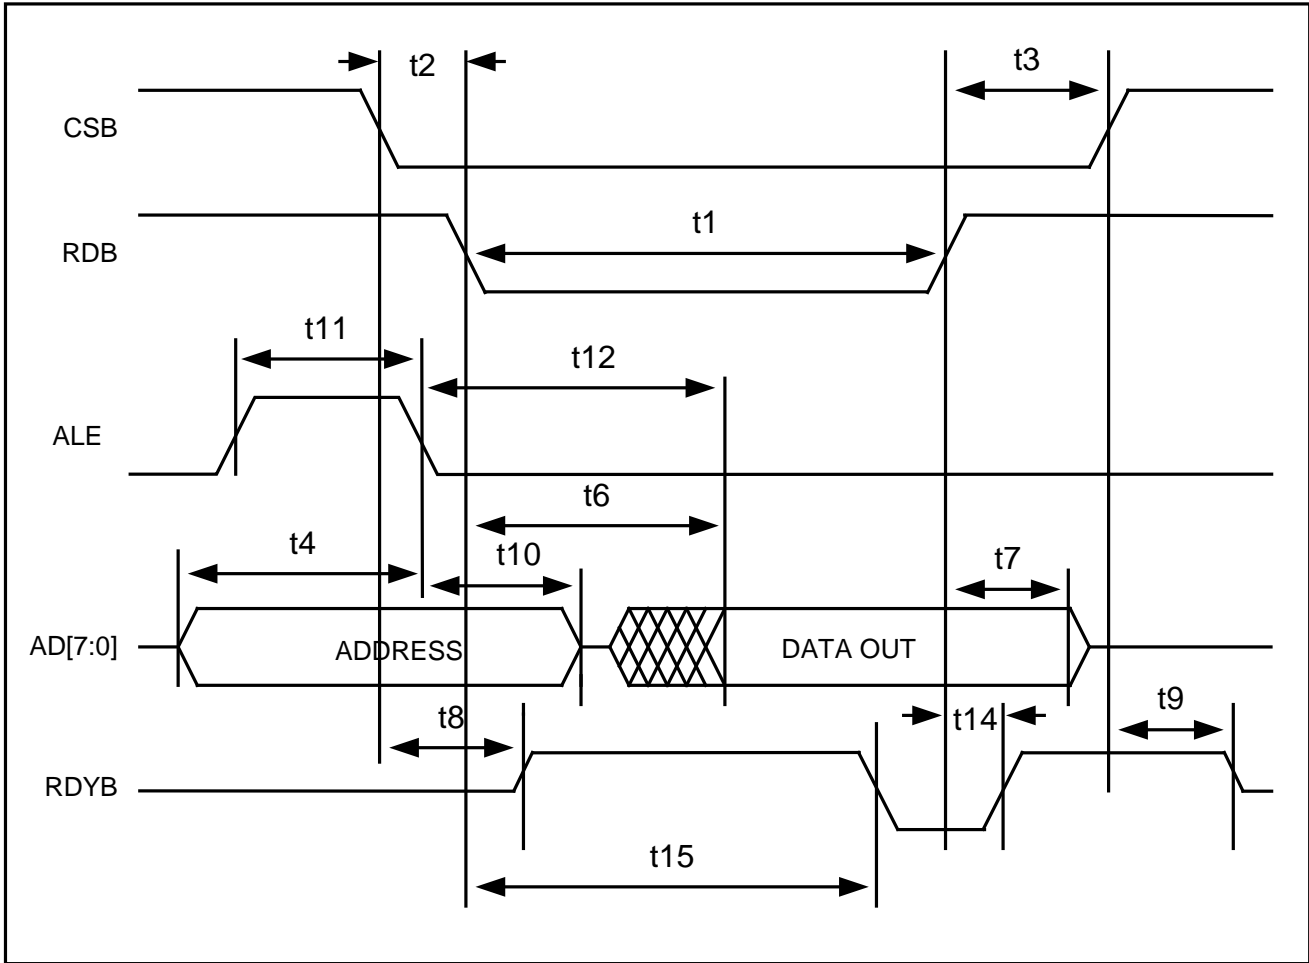 t2
t3
CSB
t1
RDB
t11
t12
ALE
t6
t4
t10
t7
AD[7:0]
ADDRESS
DATA OUT
t8
t14
t9
RDYB
t15